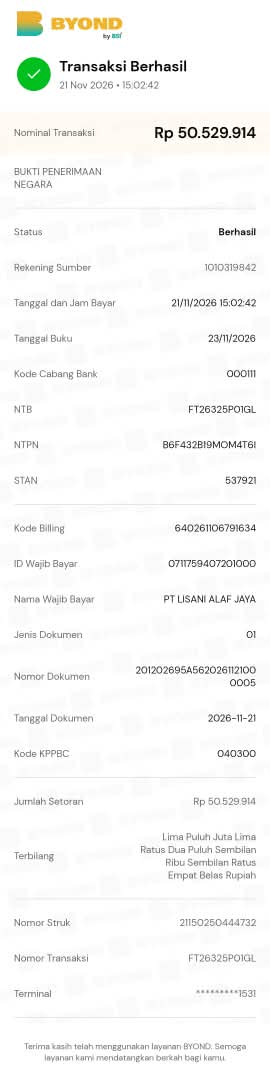 BYOND
by BSI
Transaksi Berhasil
21 Nov 2026 • 15:02:42
Nominal Transaksi Rp 50.529.914
BUKTI PENERIMAAN
NEGARA
Status Berhasil
Rekening Sumber 1010319842
Tanggal dan Jam Bayar 21/11/2026 15:02:42
Tanggal Buku 23/11/2026
Kode Cabang Bank 000111
NTB FT26325P01GL
NTPN B6F432B19MOM4T6I
STAN 537921
Kode Billing 640261106791634
ID Wajib Bayar 0711759407201000
Nama Wajib Bayar PT LISANI ALAF JAYA
Jenis Dokumen 01
Nomor Dokumen 201202695A562026112100
0005
Tanggal Dokumen 2026-11-21
Kode KPPBC 040300
Jumlah Setoran Rp 50.529.914
Terbilang Lima Puluh Juta Lima
Ratus Dua Puluh Sembilan
Ribu Sembilan Ratus
Empat Belas Rupiah
Nomor Struk 21150250444732
Nomor Transaksi FT26325P01GL
Terminal *********1531
Terima kasih telah menggunakan layanan BYOND. Semoga
layanan kami mendatangkan berkah bagi kamu.